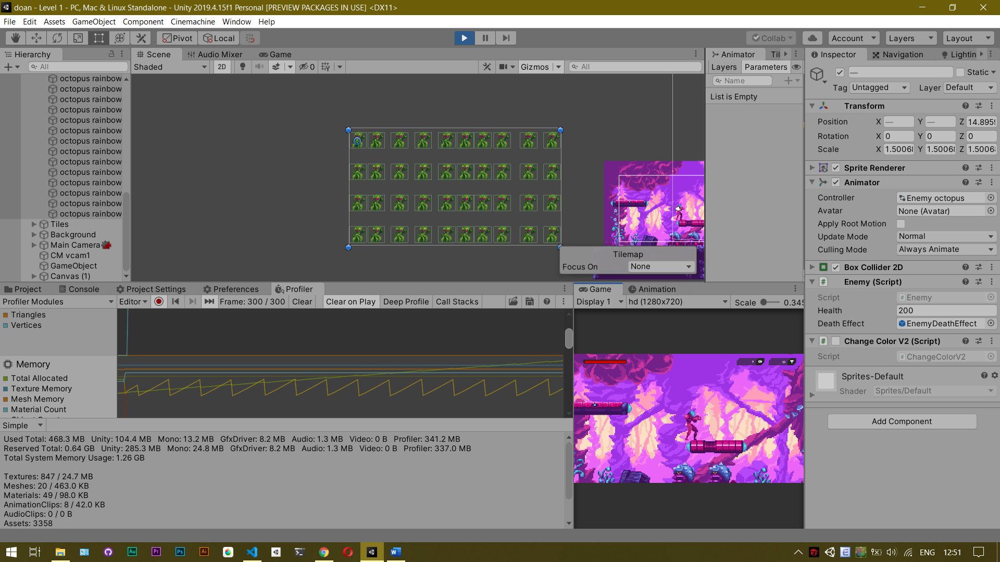 doan - Level 1 - PC, Mac & Linux Standalone - Unity 2019.4.15f1 Personal [PREVIEW PACKAGES IN USE] <DX11>
File Edit Assets GameObject Component Cinemachine Window Help
Pivot Local Collab Account Layers Layout
Hierarchy
All
octopus rainbow
octopus rainbow
octopus rainbow
octopus rainbow
octopus rainbow
octopus rainbow
octopus rainbow
octopus rainbow
octopus rainbow
octopus rainbow
octopus rainbow
octopus rainbow
octopus rainbow
octopus rainbow
Tiles
Background
Main Camera
CM vcam1
GameObject
Canvas (1)
Scene Audio Mixer Game
Shaded 2D 0 Gizmos All
Tilemap
Focus On None
Animator Til
Layers Parameters
Name
List is Empty
Inspector Navigation Lightin
— Static
Tag Untagged Layer Default
Transform
Position X — Y — Z 14.895
Rotation X 0 Y 0 Z 0
Scale X 1.5006 Y 1.5006 Z 1.5006
Sprite Renderer
Animator
Controller Enemy octopus
Avatar None (Avatar)
Apply Root Motion
Update Mode Normal
Culling Mode Always Animate
Box Collider 2D
Enemy (Script)
Script Enemy
Health 200
Death Effect EnemyDeathEffect
Change Color V2 (Script)
Script ChangeColorV2
Sprites-Default
Shader Sprites/Default
Add Component
Project Console Project Settings Preferences Profiler
Profiler Modules Editor Frame: 300 / 300 Clear Clear on Play Deep Profile Call Stacks
Triangles
Vertices
Memory
Total Allocated
Texture Memory
Mesh Memory
Material Count
Simple
Used Total: 468.3 MB Unity: 104.4 MB Mono: 13.2 MB GfxDriver: 8.2 MB Audio: 1.3 MB Video: 0 B Profiler: 341.2 MB
Reserved Total: 0.64 GB Unity: 285.3 MB Mono: 24.8 MB GfxDriver: 8.2 MB Audio: 1.3 MB Video: 0 B Profiler: 337.0 MB
Total System Memory Usage: 1.26 GB
Textures: 847 / 24.7 MB
Meshes: 20 / 463.0 KB
Materials: 49 / 98.0 KB
AnimationClips: 8 / 42.0 KB
AudioClips: 0 / 0 B
Assets: 3358
Game Animation
Display 1 hd (1280x720) Scale 0.345
9 10
Au Pr Ps Ai
ENG 12:51